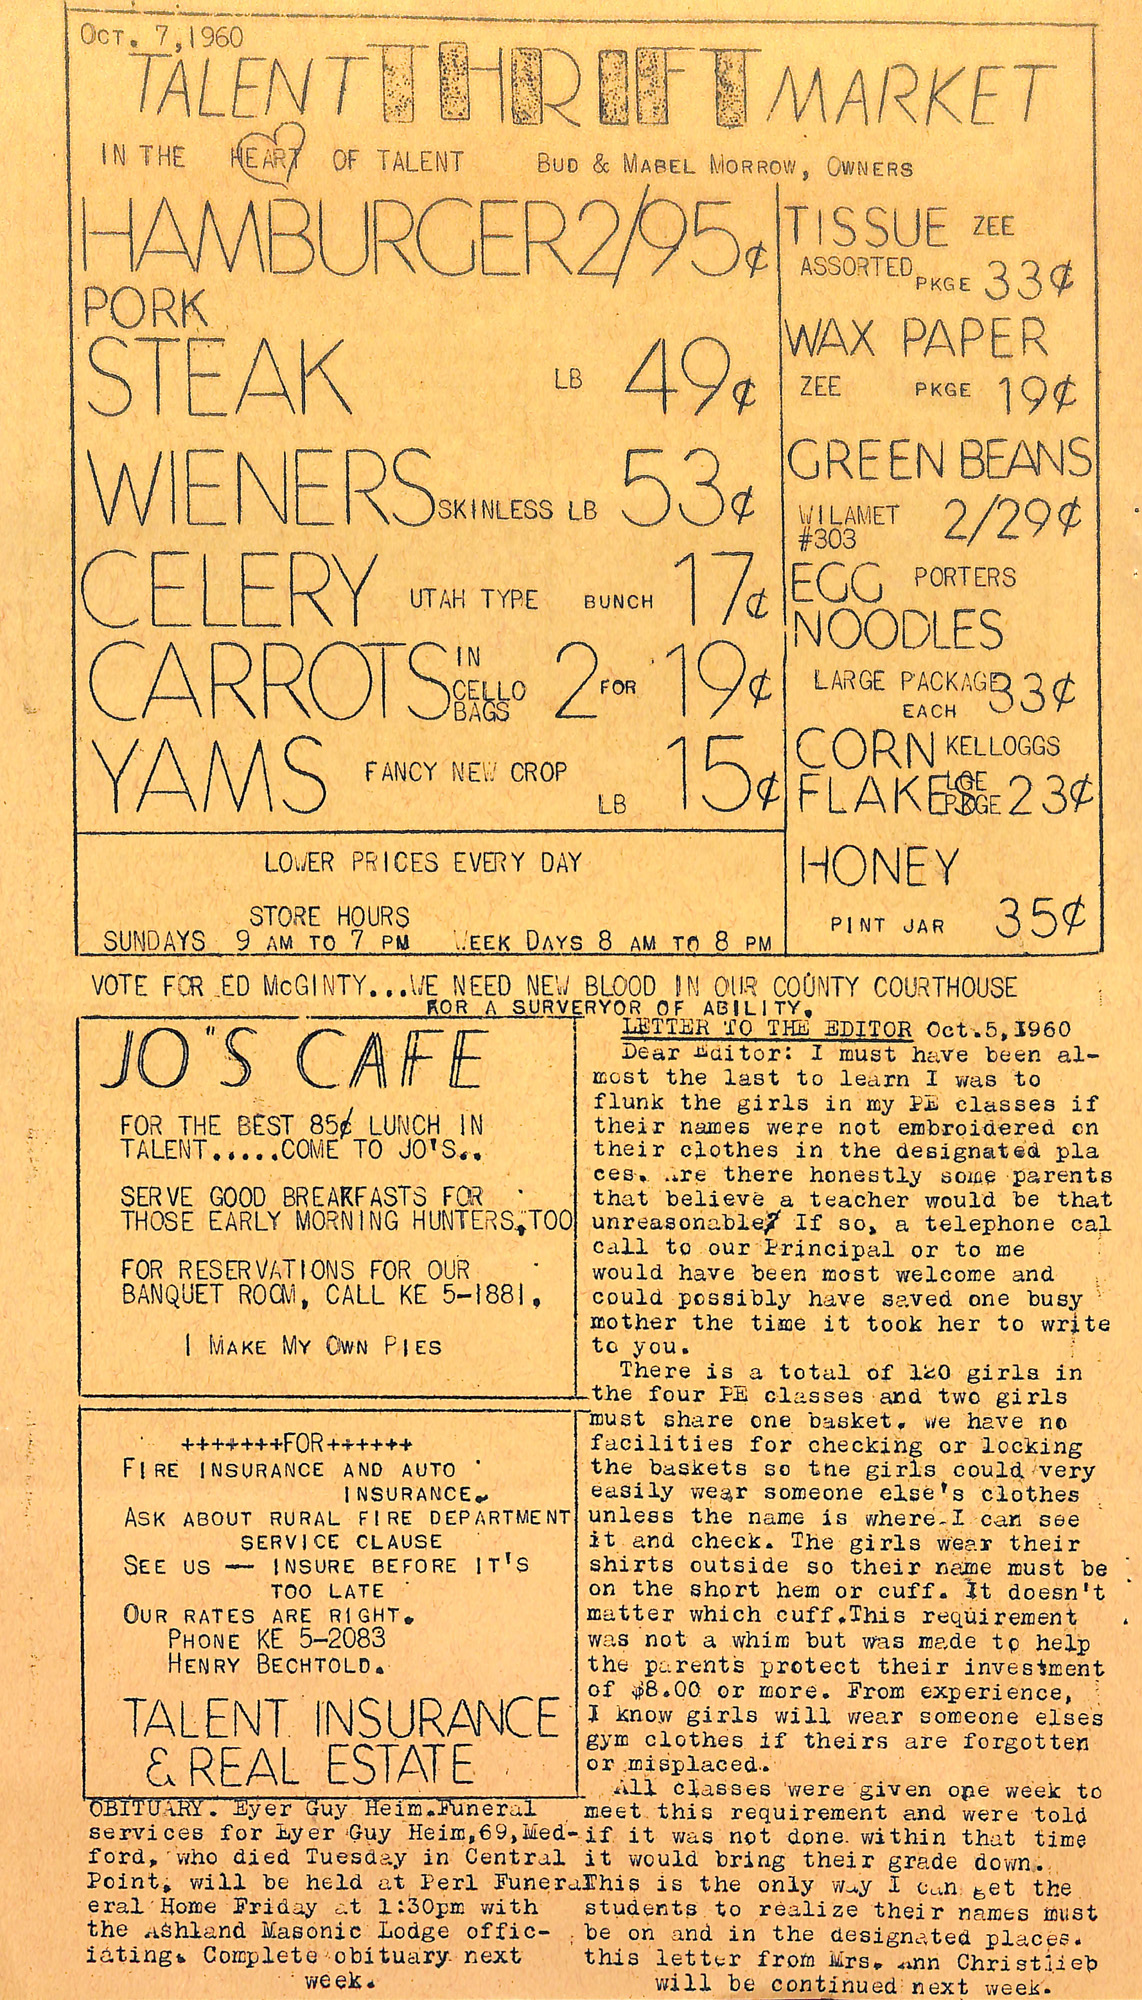 Oct. 7,1960
TALENT THRIFT MARKET
IN THE HEART OF TALENT BUD & MABEL MORROW, OWNERS
HAMBURGER 2/95¢
PORK
STEAK LB 49¢
WIENERS SKINLESS LB 53¢
CELERY UTAH TYPE BUNCH 17¢
CARROTS IN CELLO BAGS 2 FOR 19¢
YAMS FANCY NEW CROP LB 15¢
TISSUE ZEE
ASSORTED PKGE 33¢
WAX PAPER
ZEE PKGE 19¢
GREEN BEANS
WILAMET 2/29¢
#303
EGG PORTERS
NOODLES
LARGE PACKAGE 33¢
EACH
CORN KELLOGGS
FLAKES LGE PKGE 23¢
HONEY
PINT JAR 35¢
LOWER PRICES EVERY DAY
STORE HOURS
SUNDAYS 9 AM TO 7 PM WEEK DAYS 8 AM TO 8 PM
VOTE FOR ED McGINTY...WE NEED NEW BLOOD IN OUR COUNTY COURTHOUSE
FOR A SURVERYOR OF ABILITY.
JO"S CAFE
FOR THE BEST 85¢ LUNCH IN
TALENT.....COME TO JO'S..
SERVE GOOD BREAKFASTS FOR
THOSE EARLY MORNING HUNTERS, TOO
FOR RESERVATIONS FOR OUR
BANQUET ROOM, CALL KE 5-1881.
I MAKE MY OWN PIES
+++++++FOR++++++
FIRE INSURANCE AND AUTO
INSURANCE.
ASK ABOUT RURAL FIRE DEPARTMENT
SERVICE CLAUSE
SEE US — INSURE BEFORE IT'S
TOO LATE
OUR RATES ARE RIGHT.
PHONE KE 5-2083
HENRY BECHTOLD.
TALENT INSURANCE
& REAL ESTATE
OBITUARY. Eyer Guy Heim.Funeral
services for Eyer Guy Heim,69,Med-
ford, who died Tuesday in Central
Point, will be held at Perl Funeral
eral Home Friday at 1:30pm with
the Ashland Masonic Lodge offic-
iating. Complete obituary next
week.
LETTER TO THE EDITOR Oct.5,1960
Dear Editor: I must have been al-
most the last to learn I was to
flunk the girls in my PE classes if
their names were not embroidered on
their clothes in the designated pla
ces. Are there honestly some parents
that believe a teacher would be that
unreasonable? If so, a telephone cal
call to our Principal or to me
would have been most welcome and
could possibly have saved one busy
mother the time it took her to write
to you.
There is a total of 120 girls in
the four PE classes and two girls
must share one basket. we have no
facilities for checking or locking
the baskets so the girls could very
easily wear someone else's clothes
unless the name is where I can see
it and check. The girls wear their
shirts outside so their name must be
on the short hem or cuff. It doesn't
matter which cuff.This requirement
was not a whim but was made to help
the parents protect their investment
of $8.00 or more. From experience,
I know girls will wear someone elses
gym clothes if theirs are forgotten
or misplaced.
All classes were given one week to
meet this requirement and were told
if it was not done within that time
it would bring their grade down.
This is the only way I can get the
students to realize their names must
be on and in the designated places.
this letter from Mrs. Ann Christlieb
will be continued next week.